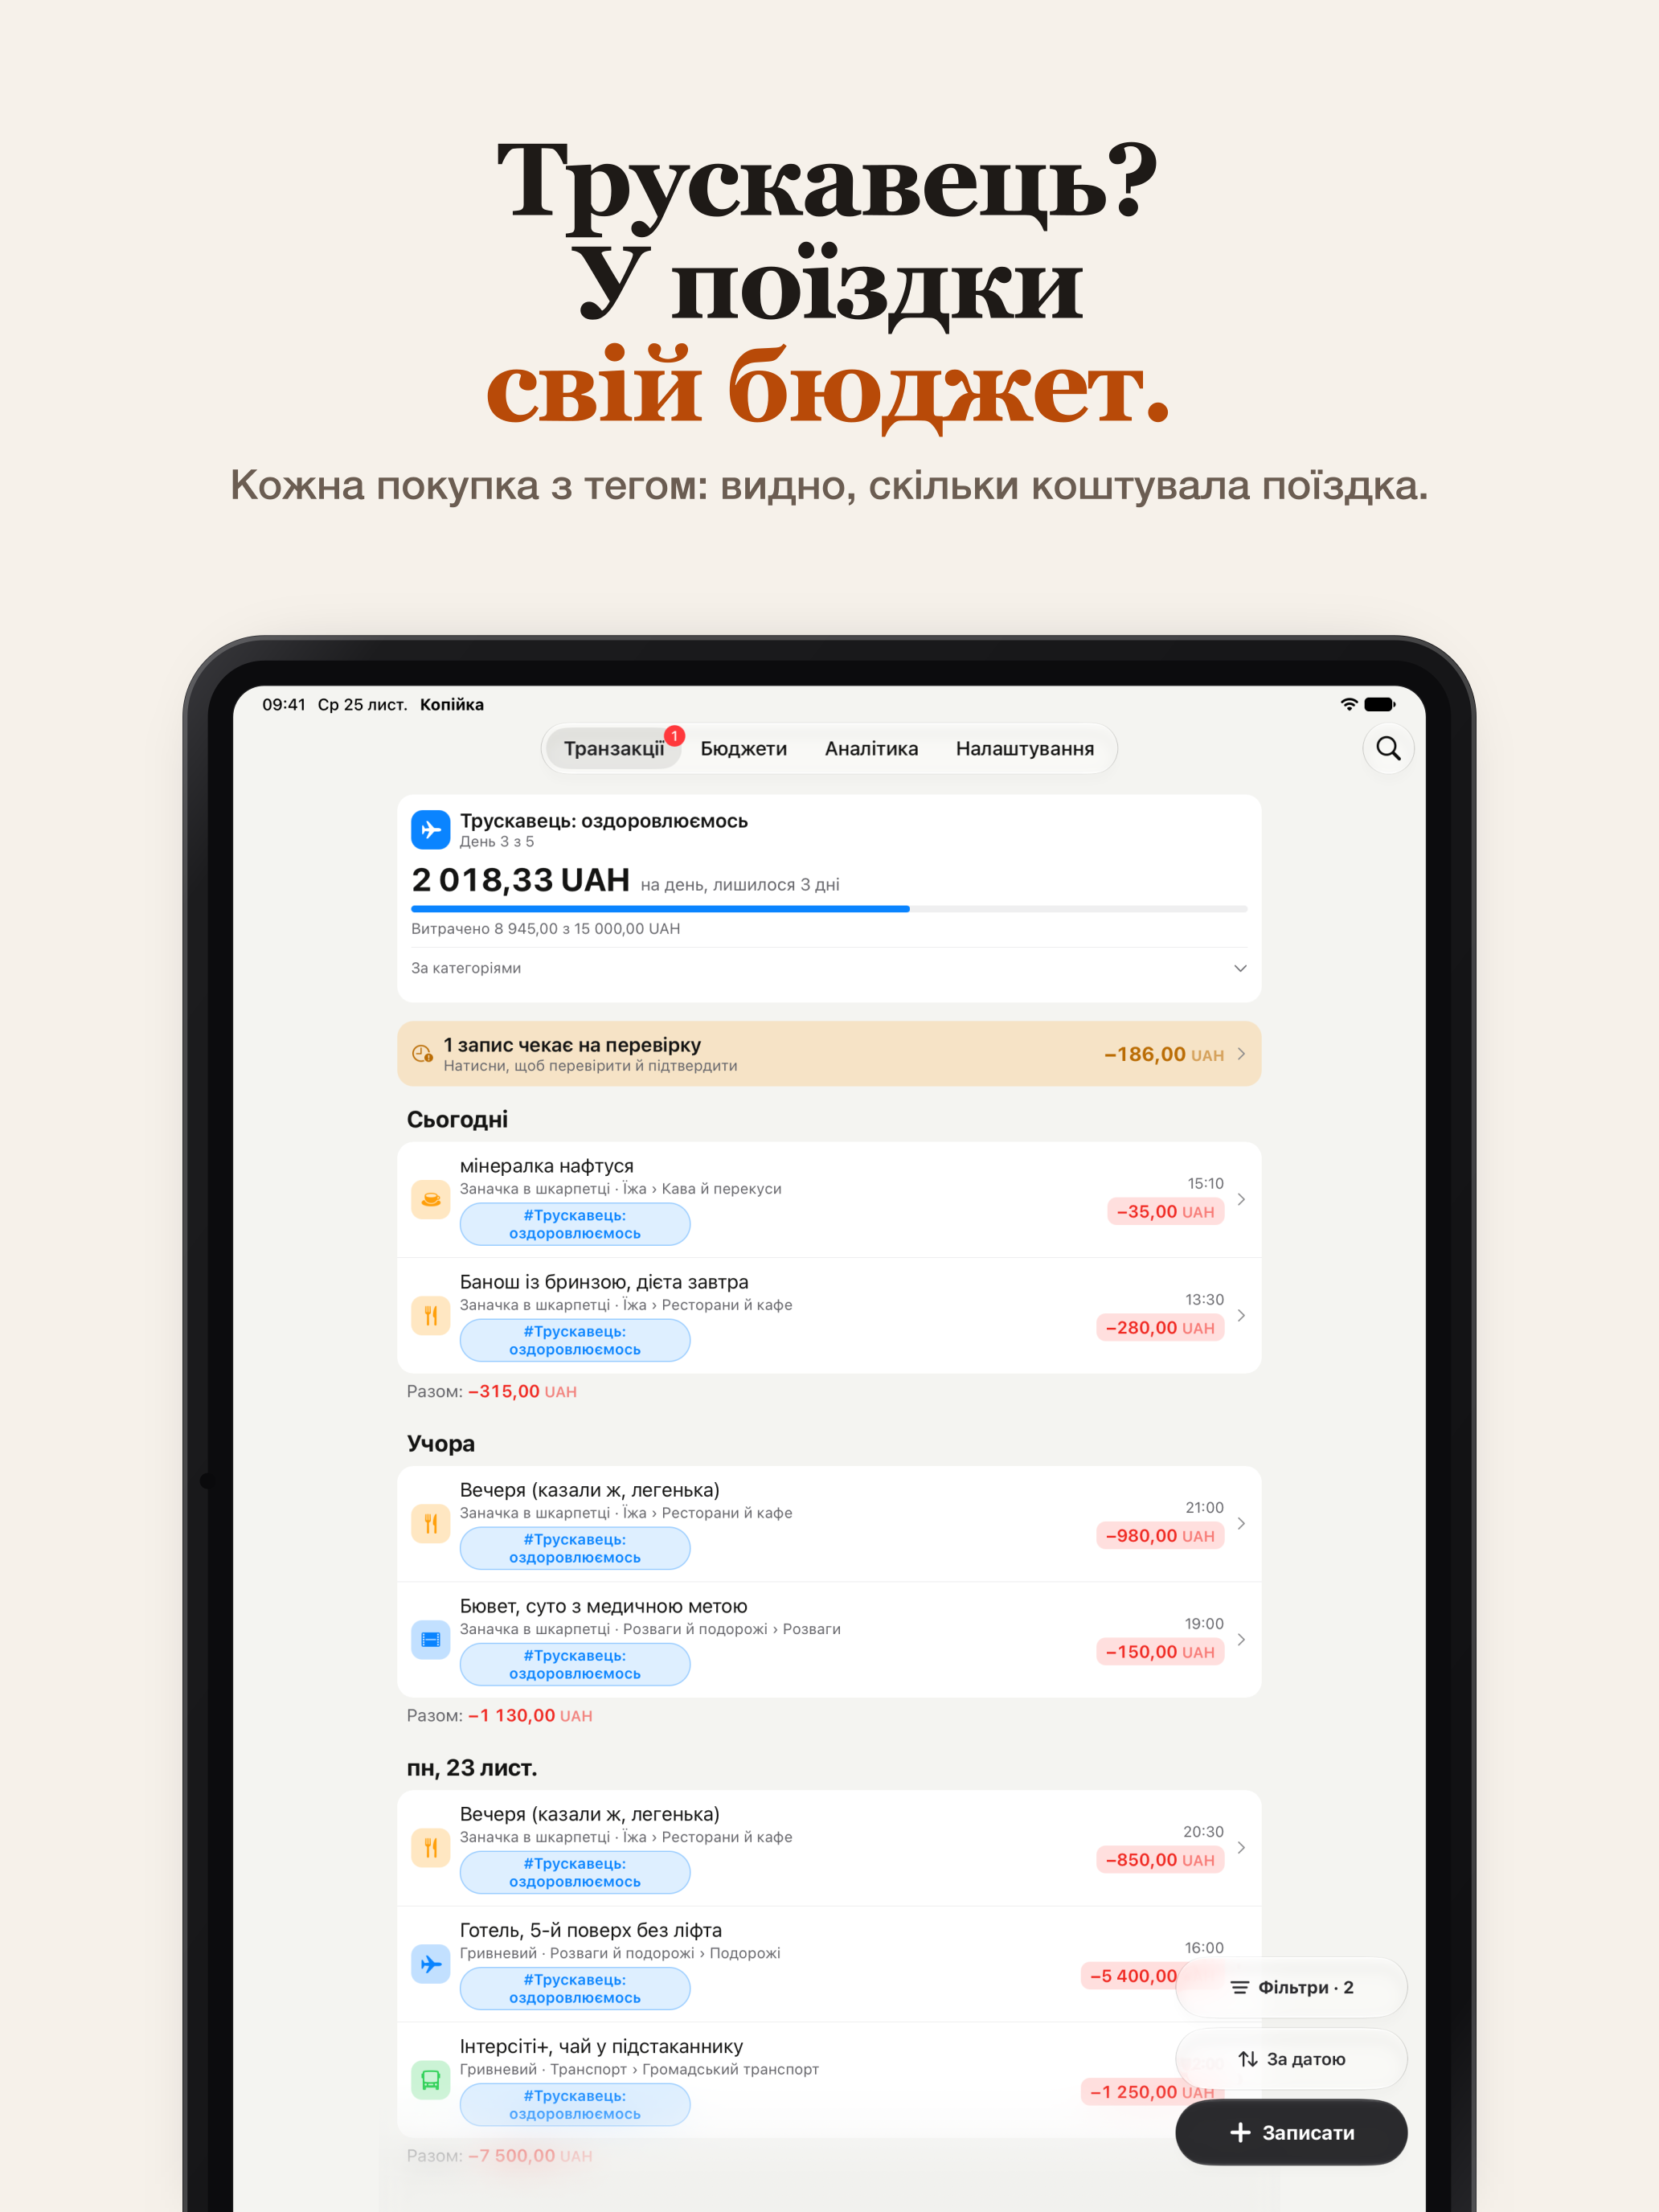 Трускавець?
У поїздки
свій бюджет.
Кожна покупка з тегом: видно, скільки коштувала поїздка.
09:41 Ср 25 лист. Копійка
Транзакції 1 Бюджети Аналітика Налаштування
Трускавець: оздоровлюємось
День 3 з 5
2 018,33 UAH на день, лишилося 3 дні
Витрачено 8 945,00 з 15 000,00 UAH
За категоріями
1 запис чекає на перевірку
Натисни, щоб перевірити й підтвердити
−186,00 UAH
Сьогодні
мінералка нафтуся
Заначка в шкарпетці · Їжа › Кава й перекуси
#Трускавець:
оздоровлюємось
15:10
−35,00 UAH
Банош із бринзою, дієта завтра
Заначка в шкарпетці · Їжа › Ресторани й кафе
#Трускавець:
оздоровлюємось
13:30
−280,00 UAH
Разом: −315,00 UAH
Учора
Вечеря (казали ж, легенька)
Заначка в шкарпетці · Їжа › Ресторани й кафе
#Трускавець:
оздоровлюємось
21:00
−980,00 UAH
Бювет, суто з медичною метою
Заначка в шкарпетці · Розваги й подорожі › Розваги
#Трускавець:
оздоровлюємось
19:00
−150,00 UAH
Разом: −1 130,00 UAH
пн, 23 лист.
Вечеря (казали ж, легенька)
Заначка в шкарпетці · Їжа › Ресторани й кафе
#Трускавець:
оздоровлюємось
20:30
−850,00 UAH
Готель, 5-й поверх без ліфта
Гривневий · Розваги й подорожі › Подорожі
#Трускавець:
оздоровлюємось
16:00
−5 400,00
Інтерсіті+, чай у підстаканнику
Гривневий · Транспорт › Громадський транспорт
#Трускавець:
оздоровлюємось
−1 250,00 UAH
Разом: −7 500,00 UAH
Фільтри · 2
За датою
Записати